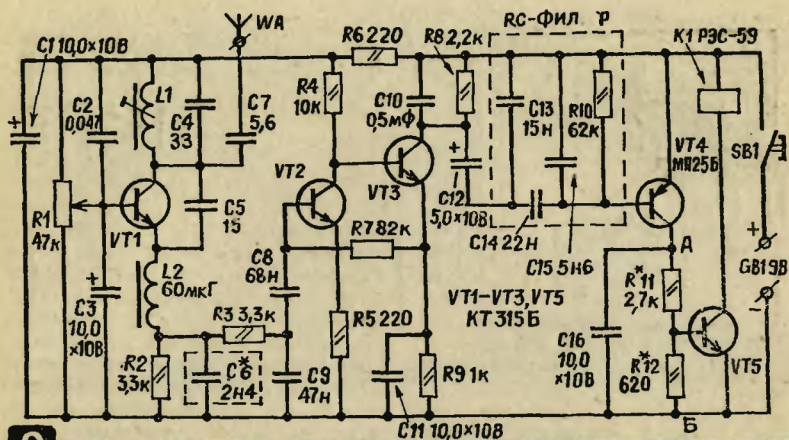 C1 10,0×10В
C2
0,047
L1
C4
33
WA
C7
5,6
R6 220
R4
10к
R8 2,2к
C10
0,5мФ
RC-фил р
C13
15н
R10
62к
K1 РЭС-59
VT4
МП25Б
SB1
R1
47к
VT1
C5
15
VT2
VT3
C12
5,0×10В
C14 22н
C15 5н6
А
GB1 9В
C3
10,0
×10В
L2
60мкГ
C8
68н
R7 82к
VT1-VT3, VT5
КТ315Б
R*11
2,7к
C16
10,0
×10В
R*12
620
VT5
R3 3,3к
R5 220
R2
3,3к
C*6
2н4
C9
47н
R9 1к
C11 10,0×10В
Б